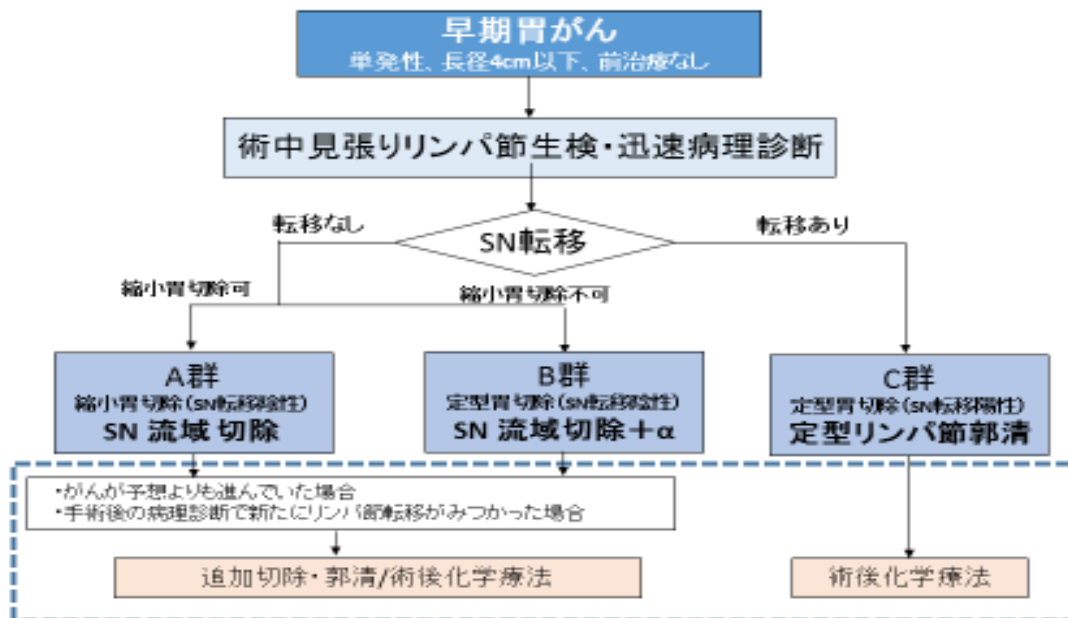 早期胃がん
単発性、長径4cm以下、前治療なし
術中見張りリンパ節生検・迅速病理診断
転移なし
SN転移
転移あり
縮小胃切除可
縮小胃切除不可
A群
縮小胃切除(SN転移陰性)
SN 流域切除
B群
定型胃切除(SN転移陰性)
SN 流域切除+α
C群
定型胃切除(SN転移陽性)
定型リンパ節郭清
・がんが予想よりも進んでいた場合
・手術後の病理診断で新たにリンパ節転移がみつかった場合
追加切除・郭清/術後化学療法
術後化学療法